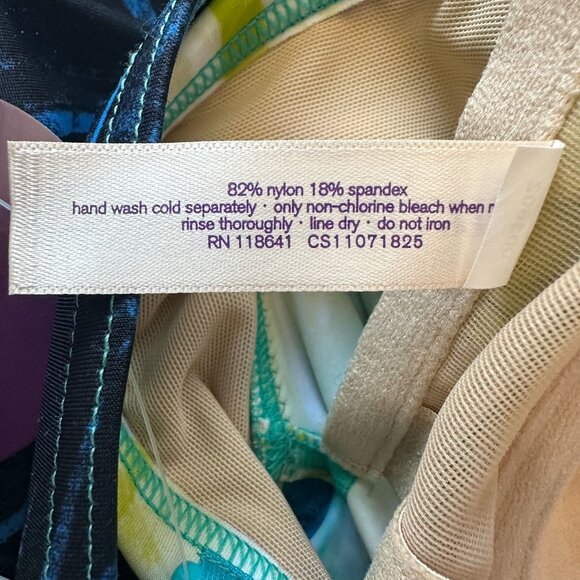 82% nylon 18% spandex
hand wash cold separately · only non-chlorine bleach when
rinse thoroughly · line dry · do not iron
RN 118641 CS11071825